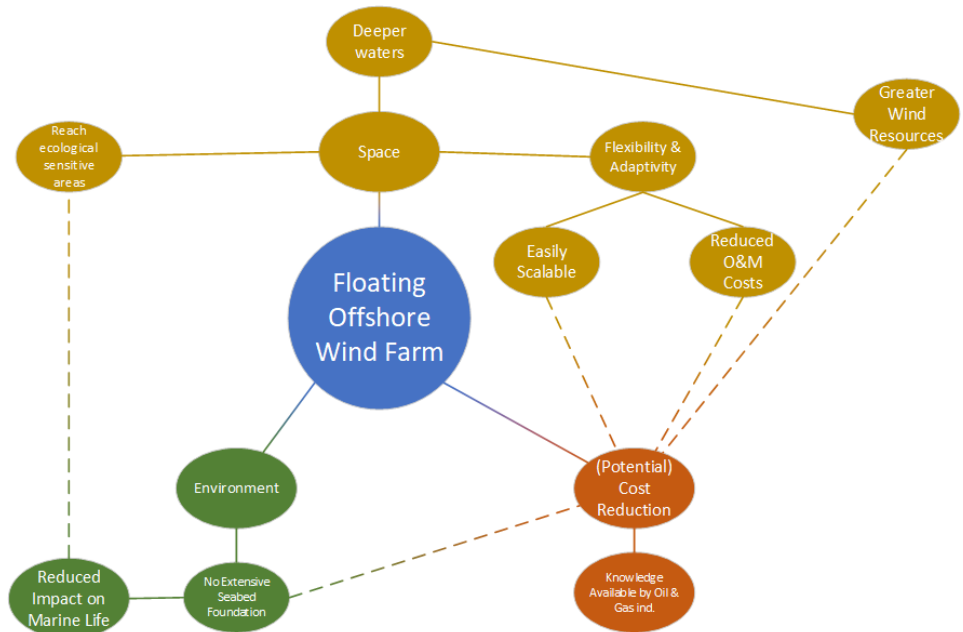 Deeper
waters
Greater
Wind
Resources
Reach
ecological
sensitive
areas
Space
Flexibility &
Adaptivity
Easily
Scalable
Reduced
O&M
Costs
Floating
Offshore
Wind Farm
Environment
(Potential)
Cost
Reduction
Reduced
Impact on
Marine Life
No Extensive
Seabed
Foundation
Knowledge
Available by Oil &
Gas ind.